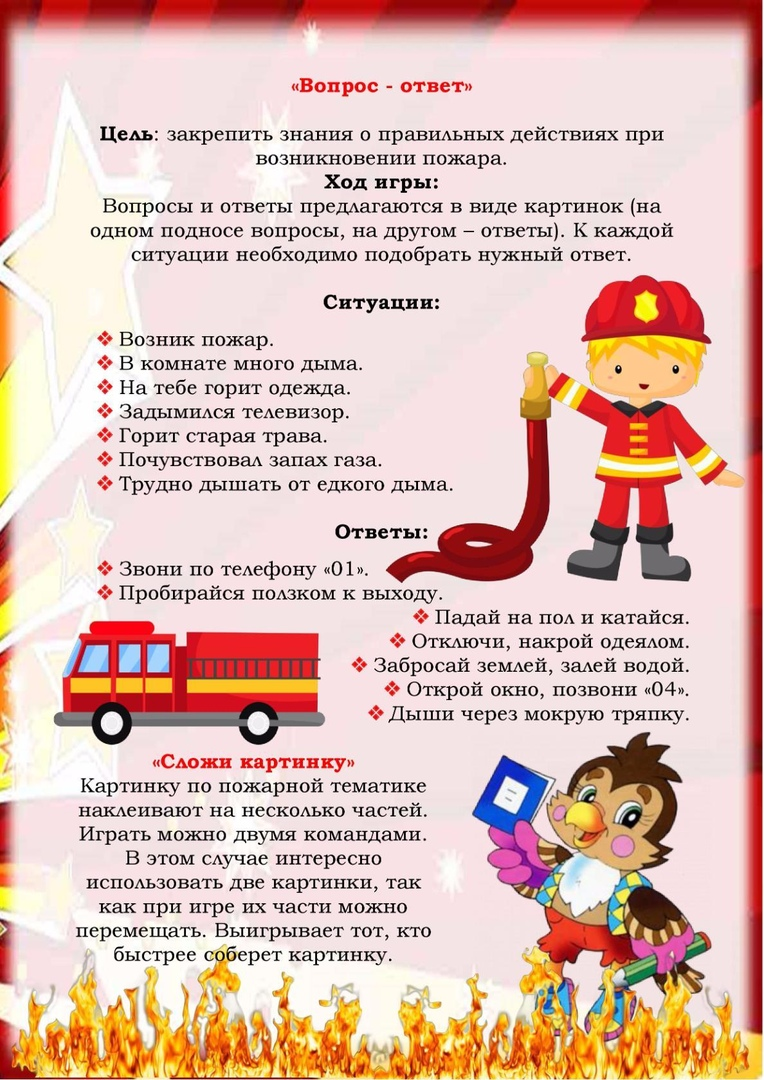 «Вопрос - ответ»
Цель: закрепить знания о правильных действиях при
возникновении пожара.
Ход игры:
Вопросы и ответы предлагаются в виде картинок (на
одном подносе вопросы, на другом – ответы). К каждой
ситуации необходимо подобрать нужный ответ.
Ситуации:
❖ Возник пожар.
❖ В комнате много дыма.
❖ На тебе горит одежда.
❖ Задымился телевизор.
❖ Горит старая трава.
❖ Почувствовал запах газа.
❖ Трудно дышать от едкого дыма.
Ответы:
❖ Звони по телефону «01».
❖ Пробирайся ползком к выходу.
❖ Падай на пол и катайся.
❖ Отключи, накрой одеялом.
❖ Забросай землей, залей водой.
❖ Открой окно, позвони «04».
❖ Дыши через мокрую тряпку.
«Сложи картинку»
Картинку по пожарной тематике
наклеивают на несколько частей.
Играть можно двумя командами.
В этом случае интересно
использовать две картинки, так
как при игре их части можно
перемещать. Выигрывает тот, кто
быстрее соберет картинку.